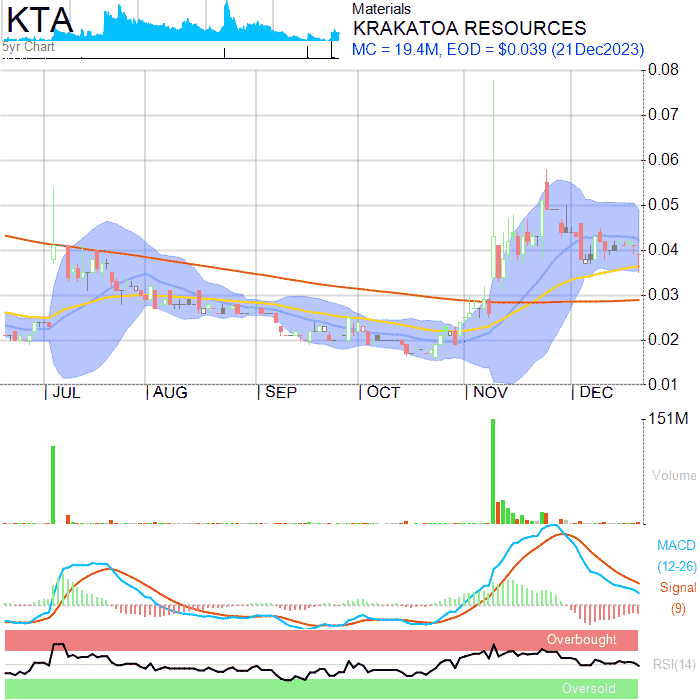 KTA
5yr Chart
Materials
KRAKATOA RESOURCES
MC = 19.4M, EOD = $0.039 (21Dec2023)
0.08
0.07
0.06
0.05
0.04
0.03
0.02
0.01
JUL AUG SEP OCT NOV DEC
151M
Volume
MACD
(12-26)
Signal
(9)
Overbought
RSI(14)
Oversold